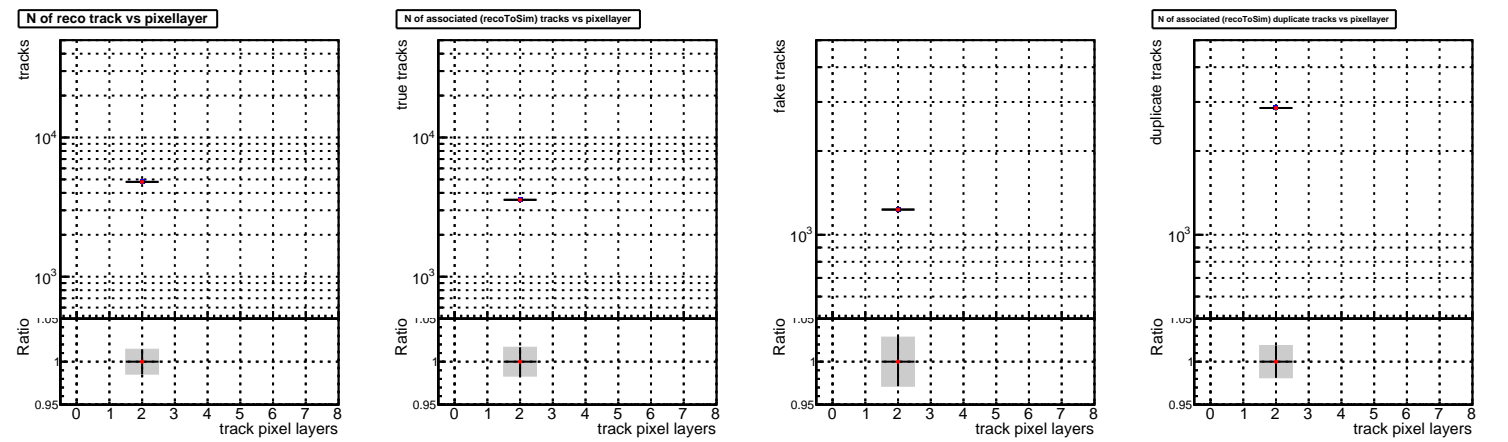 N of reco track vs pixellayer
tracks
10^4
10^3
1.05
Ratio
1
0.95
0 1 2 3 4 5 6 7 8
track pixel layers
N of associated (recoToSim) tracks vs pixellayer
true tracks
10^4
10^3
1.05
Ratio
1
0.95
0 1 2 3 4 5 6 7 8
track pixel layers
fake tracks
10^3
1.05
Ratio
1
0.95
0 1 2 3 4 5 6 7 8
track pixel layers
N of associated (recoToSim) duplicate tracks vs pixellayer
duplicate tracks
10^3
1.05
Ratio
1
0.95
0 1 2 3 4 5 6 7 8
track pixel layers